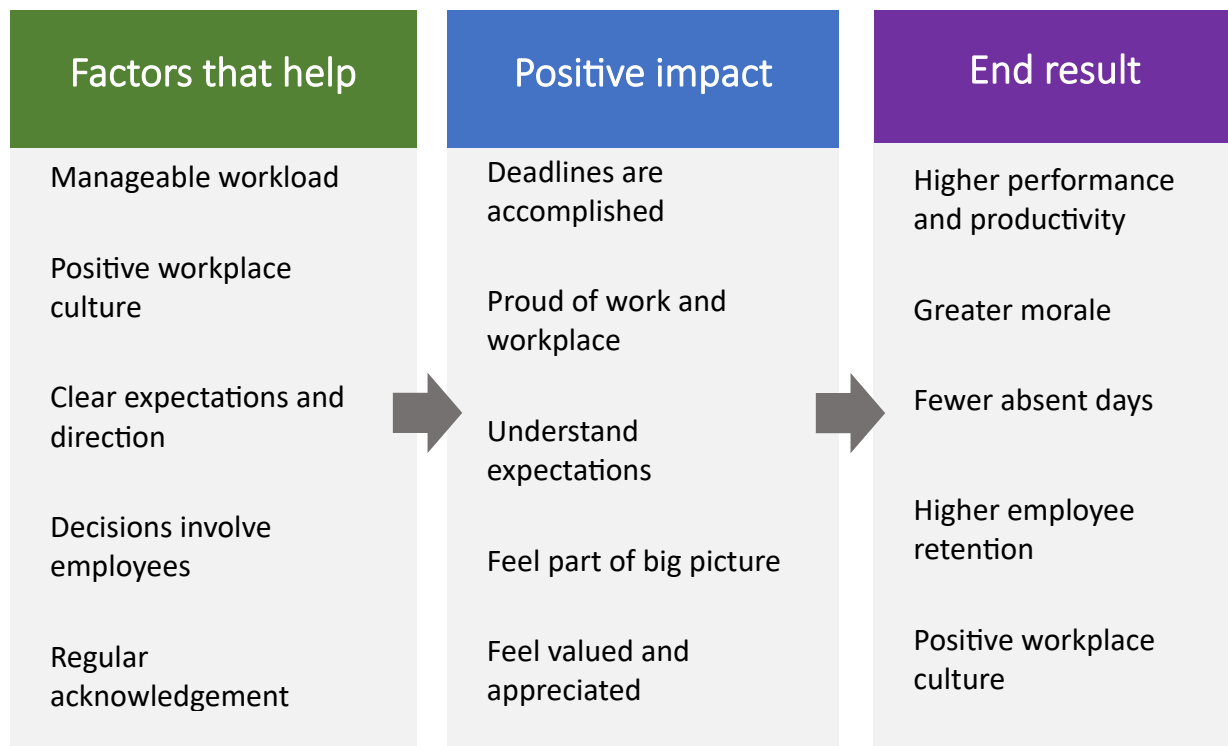 Factors that help
Manageable workload
Positive workplace
culture
Clear expectations and
direction
Decisions involve
employees
Regular
acknowledgement
Positive impact
Deadlines are
accomplished
Proud of work and
workplace
Understand
expectations
Feel part of big picture
Feel valued and
appreciated
End result
Higher performance
and productivity
Greater morale
Fewer absent days
Higher employee
retention
Positive workplace
culture